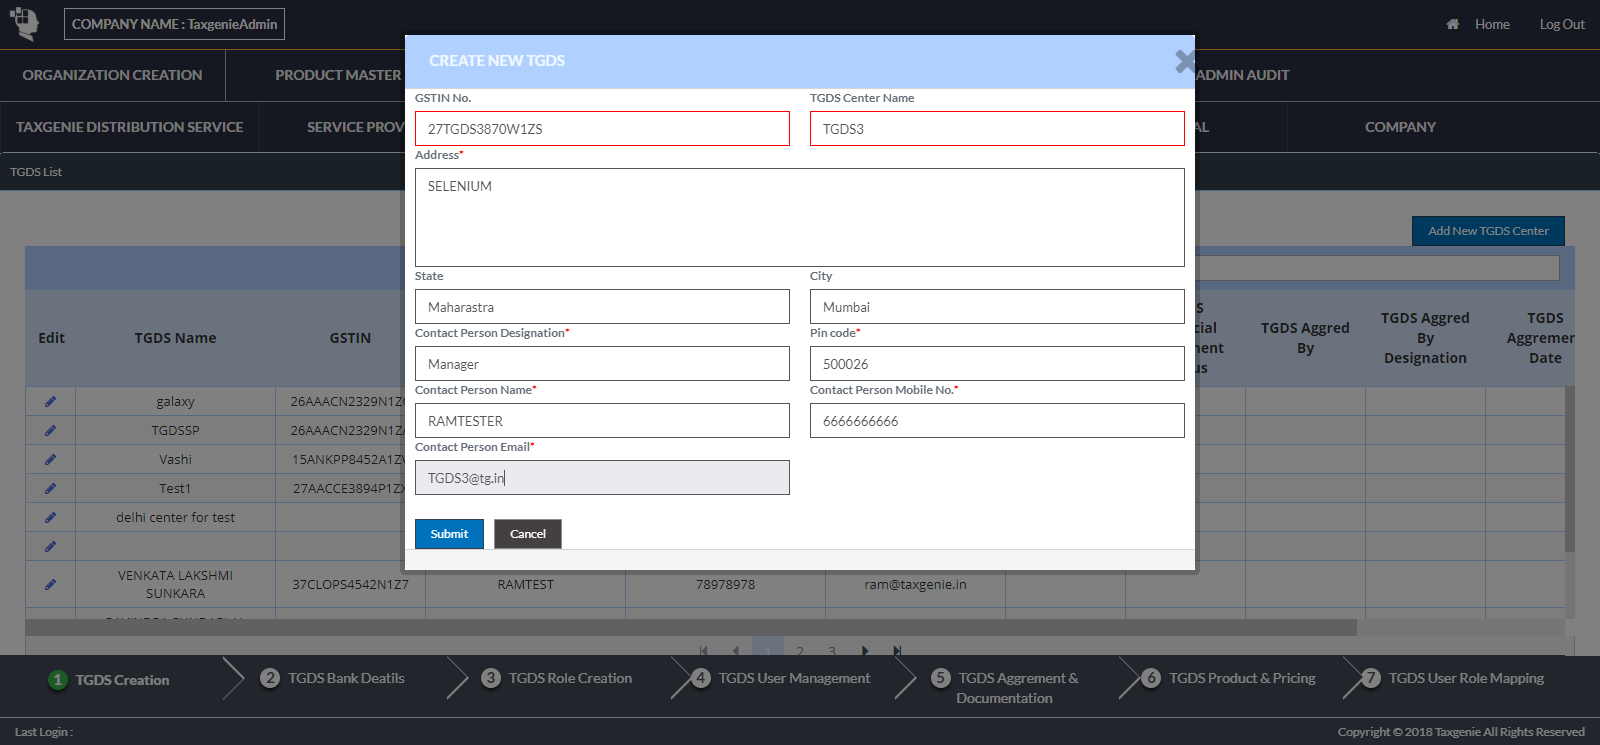 COMPANY NAME : TaxgenieAdmin
Home
Log Out
ORGANIZATION CREATION
PRODUCT MASTER
ADMIN AUDIT
TAXGENIE DISTRIBUTION SERVICE
SERVICE PROV
AL
COMPANY
TGDS List
CREATE NEW TGDS
GSTIN No.
TGDS Center Name
27TGDS3870W1ZS
TGDS3
Address*
SELENIUM
State
City
Maharastra
Mumbai
Contact Person Designation*
Pin code*
Manager
500026
Contact Person Name*
Contact Person Mobile No.*
RAMTESTER
6666666666
Contact Person Email*
TGDS3@tg.in
Submit
Cancel
Add New TGDS Center
Edit
TGDS Name
GSTIN
S
cial
ent
us
TGDS Aggred
By
TGDS Aggred
By
Designation
TGDS
Aggremen
Date
galaxy
26AAACN2329N1Z
TGDSSP
26AAACN2329N1Z
Vashi
15ANKPP8452A1Z
Test1
27AACCE3894P1Z
delhi center for test
VENKATA LAKSHMI
SUNKARA
37CLOPS4542N1Z7
RAMTEST
78978978
ram@taxgenie.in
1 2 3
1 TGDS Creation
2 TGDS Bank Deatils
3 TGDS Role Creation
4 TGDS User Management
5 TGDS Aggrement &
Documentation
6 TGDS Product & Pricing
7 TGDS User Role Mapping
Last Login :
Copyright © 2018 Taxgenie All Rights Reserved